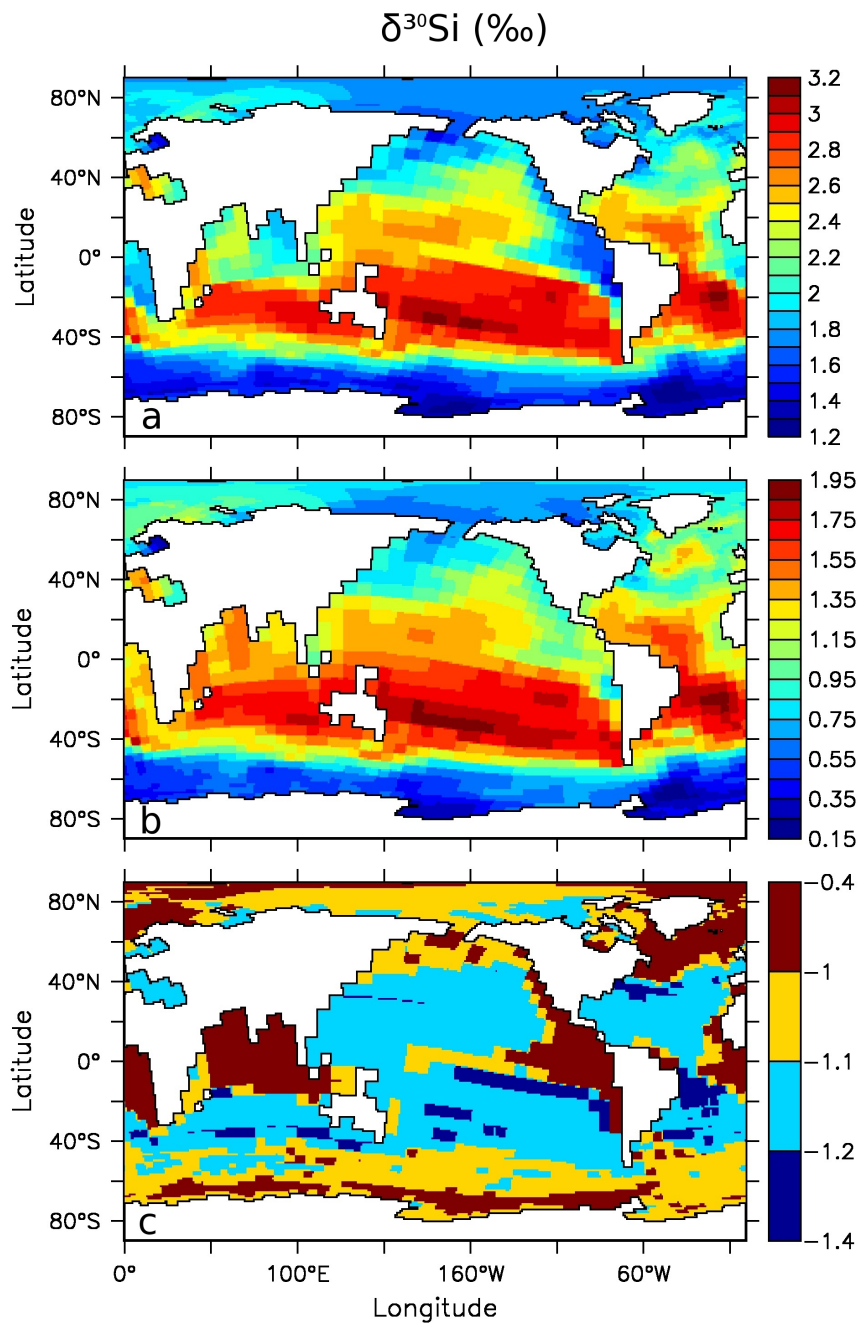 δ³⁰Si (‰)
80°N
40°N
0°
40°S
80°S
Latitude
a
3.2
3
2.8
2.6
2.4
2.2
2
1.8
1.6
1.4
1.2
80°N
40°N
0°
40°S
80°S
Latitude
b
1.95
1.75
1.55
1.35
1.15
0.95
0.75
0.55
0.35
0.15
80°N
40°N
0°
40°S
80°S
Latitude
c
−0.4
−1
−1.1
−1.2
−1.4
0° 100°E 160°W 60°W
Longitude